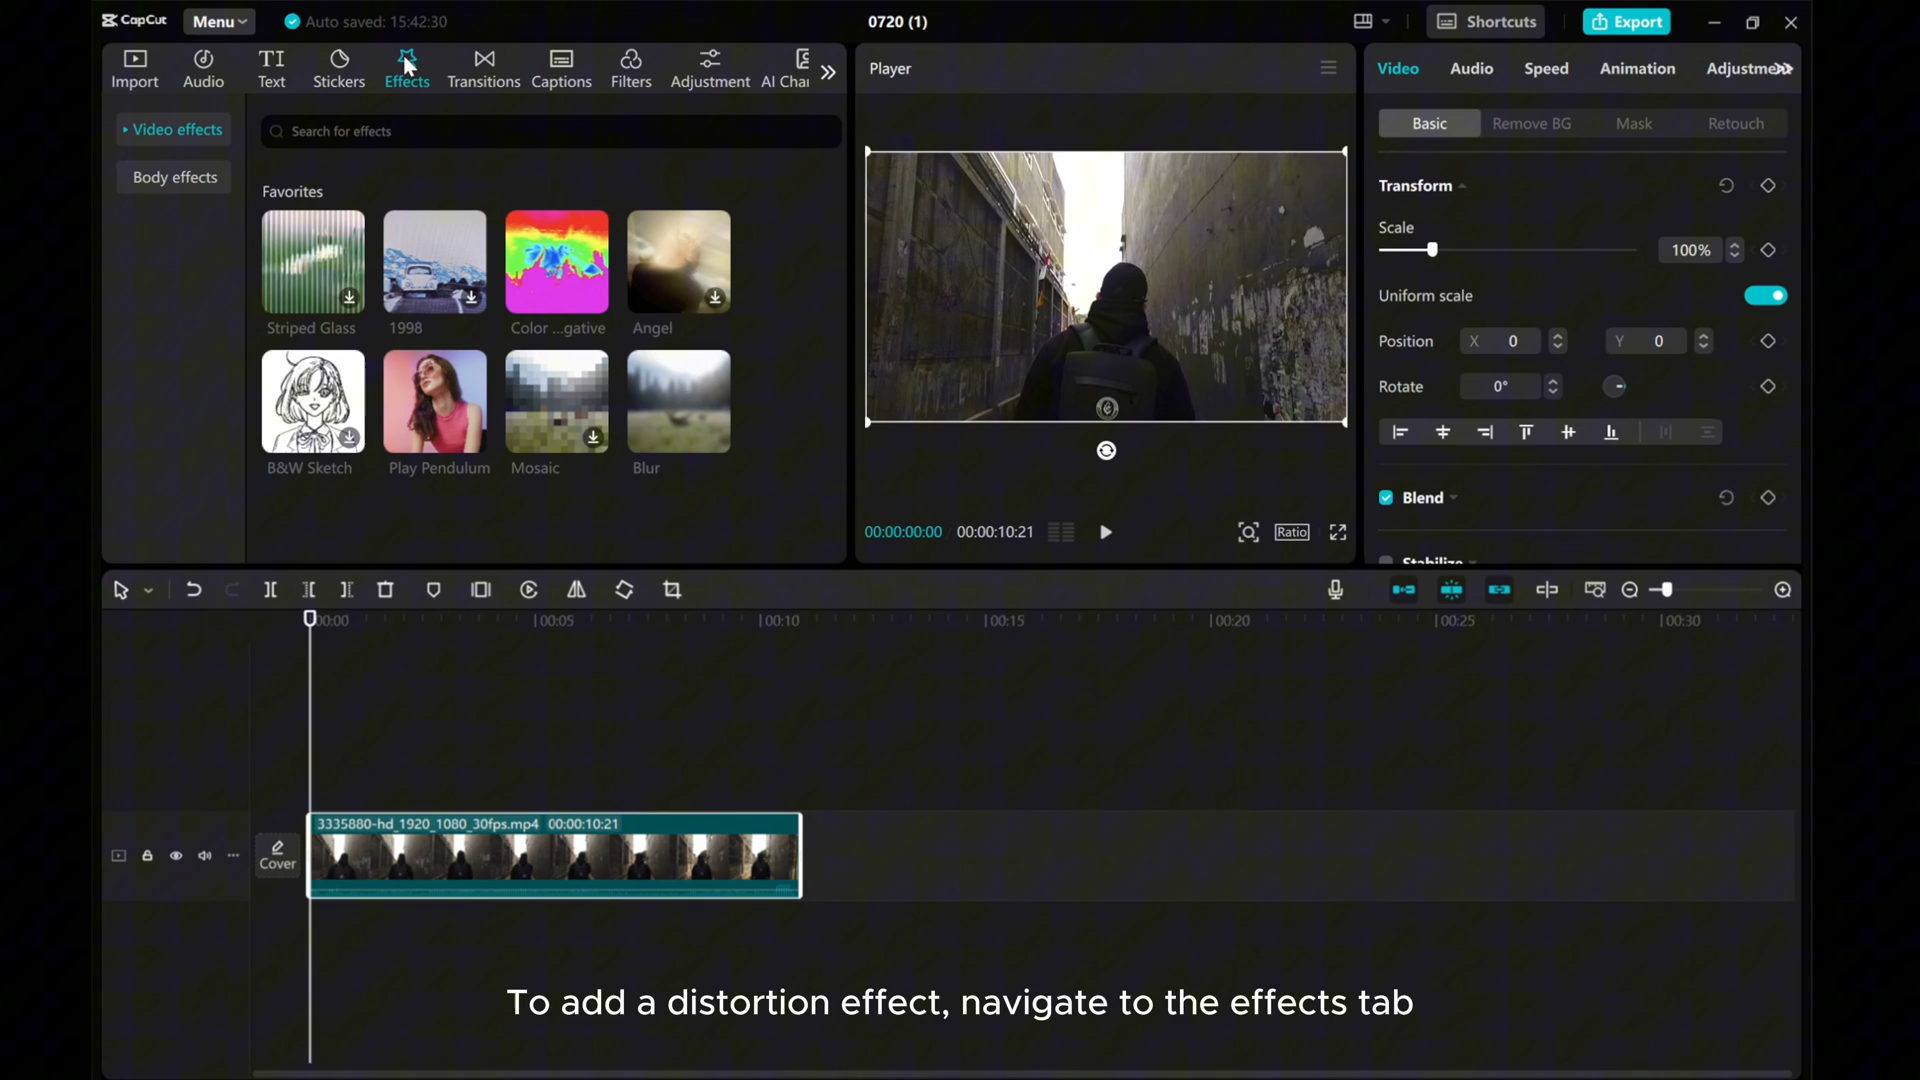 CapCut
Menu
Auto saved: 15:42:30
0720 (1)
Shortcuts
Export
Import
Audio
Text
Stickers
Effects
Transitions
Captions
Filters
Adjustment
AI Char
Video effects
Body effects
Search for effects
Favorites
Striped Glass
1998
Color ...gative
Angel
B&W Sketch
Play Pendulum
Mosaic
Blur
Player
00:00:00:00
00:00:10:21
Ratio
Video
Audio
Speed
Animation
Adjustment
Basic
Remove BG
Mask
Retouch
Transform
Scale
100%
Uniform scale
Position
X 0
Y 0
Rotate
0°
Blend
Stabilize
00:00
00:05
00:10
00:15
00:20
00:25
00:30
Cover
3335880-hd_1920_1080_30fps.mp4 00:00:10:21
To add a distortion effect, navigate to the effects tab